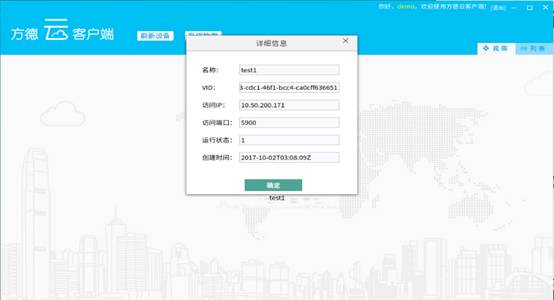 你好，demo，欢迎使用方德云客户端！ [退出]
方德 云 客户端
刷新设备
视图
列表
详细信息
名称： test1
VID： 3-cdc1-46f1-bcc4-ca0cff636651
访问IP： 10.50.200.171
访问端口： 5900
运行状态： 1
创建时间： 2017-10-02T03:08:09Z
确定
test1